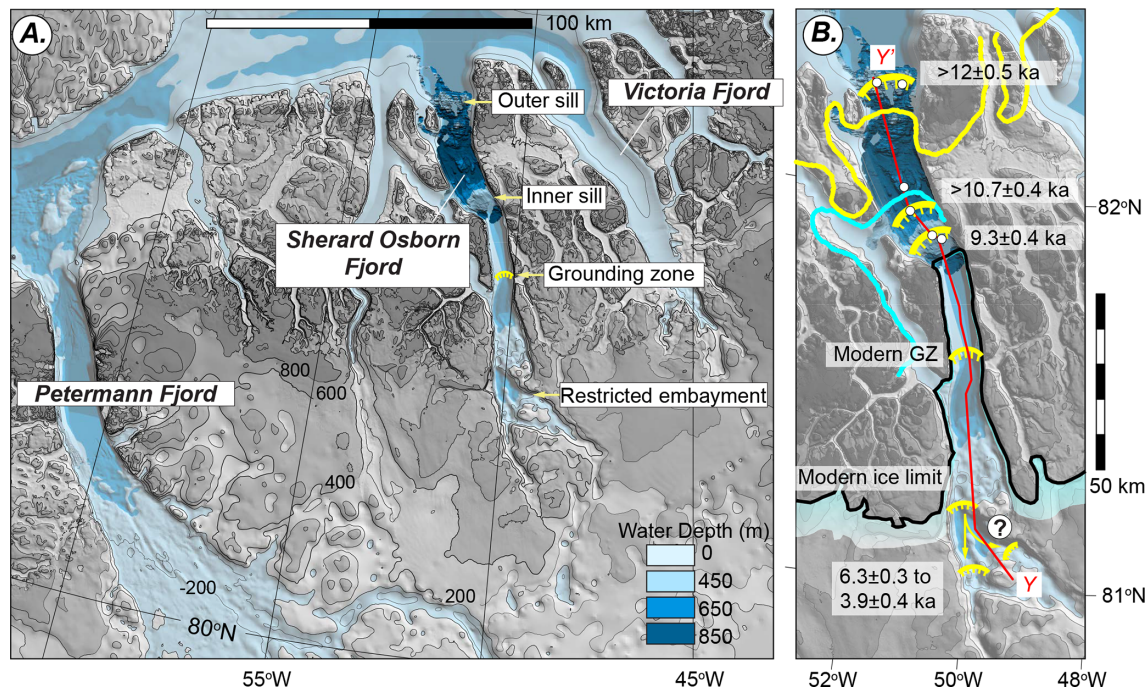 A.
100 km
Outer sill
Victoria Fjord
Inner sill
Sherard Osborn
Fjord
Grounding zone
800
600
Petermann Fjord
Restricted embayment
400
Water Depth (m)
0
450
650
850
-200
200
80°N
55°W
45°W
B.
Y'
>12±0.5 ka
>10.7±0.4 ka
82°N
9.3±0.4 ka
Modern GZ
Modern ice limit
50 km
?
6.3±0.3 to
3.9±0.4 ka
Y
81°N
52°W
50°W
48°W